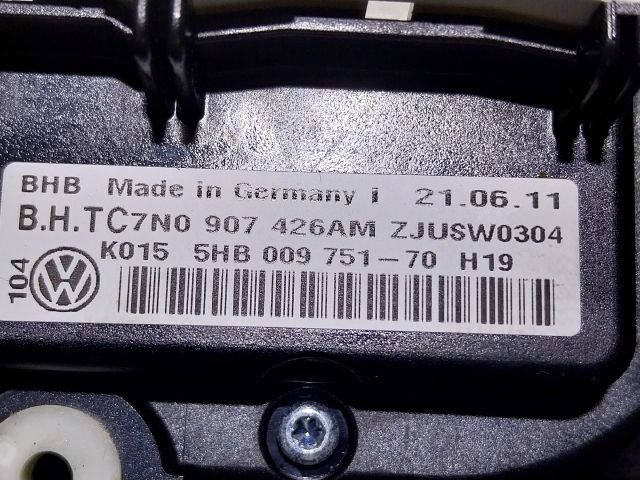 BHB Made in Germany I 21.06.11
B.H.TC7N0 907 426AM ZJUSW0304
K015 5HB 009 751-70 H19
104